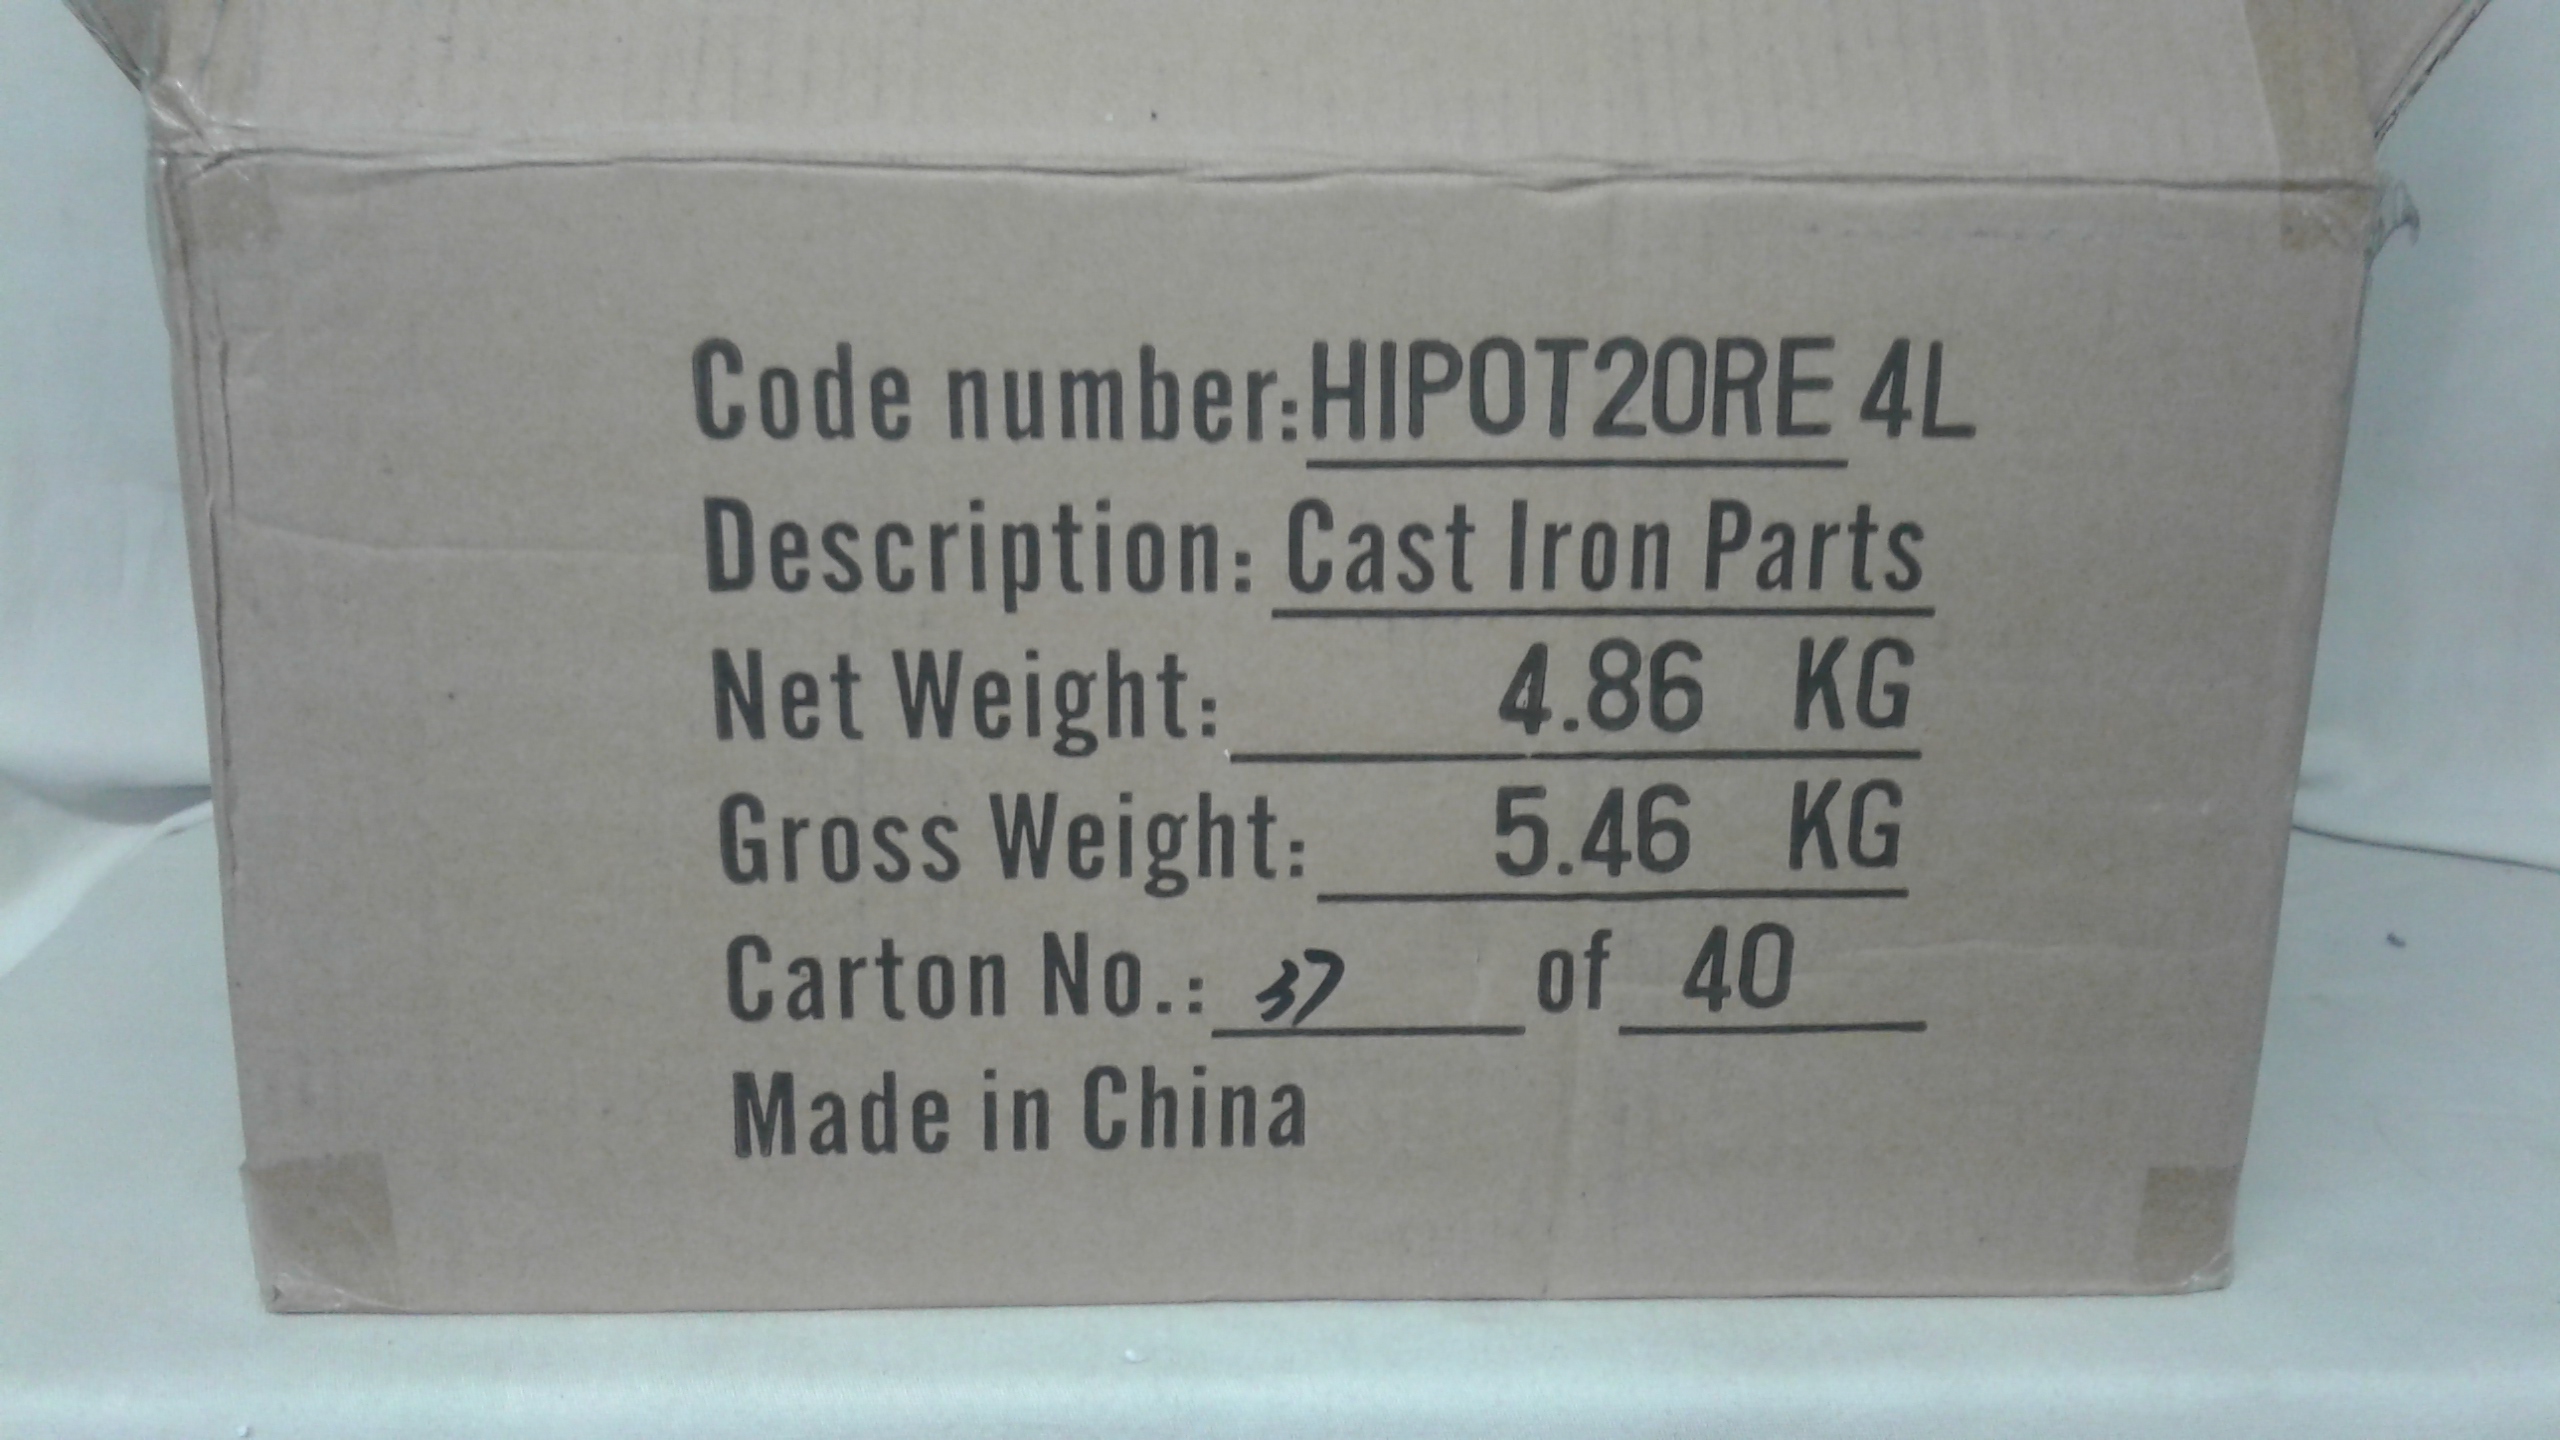 Code number:HIPOT20RE 4L
Description: Cast Iron Parts
Net Weight: 4.86 KG
Gross Weight: 5.46 KG
Carton No.: 37 of 40
Made in China